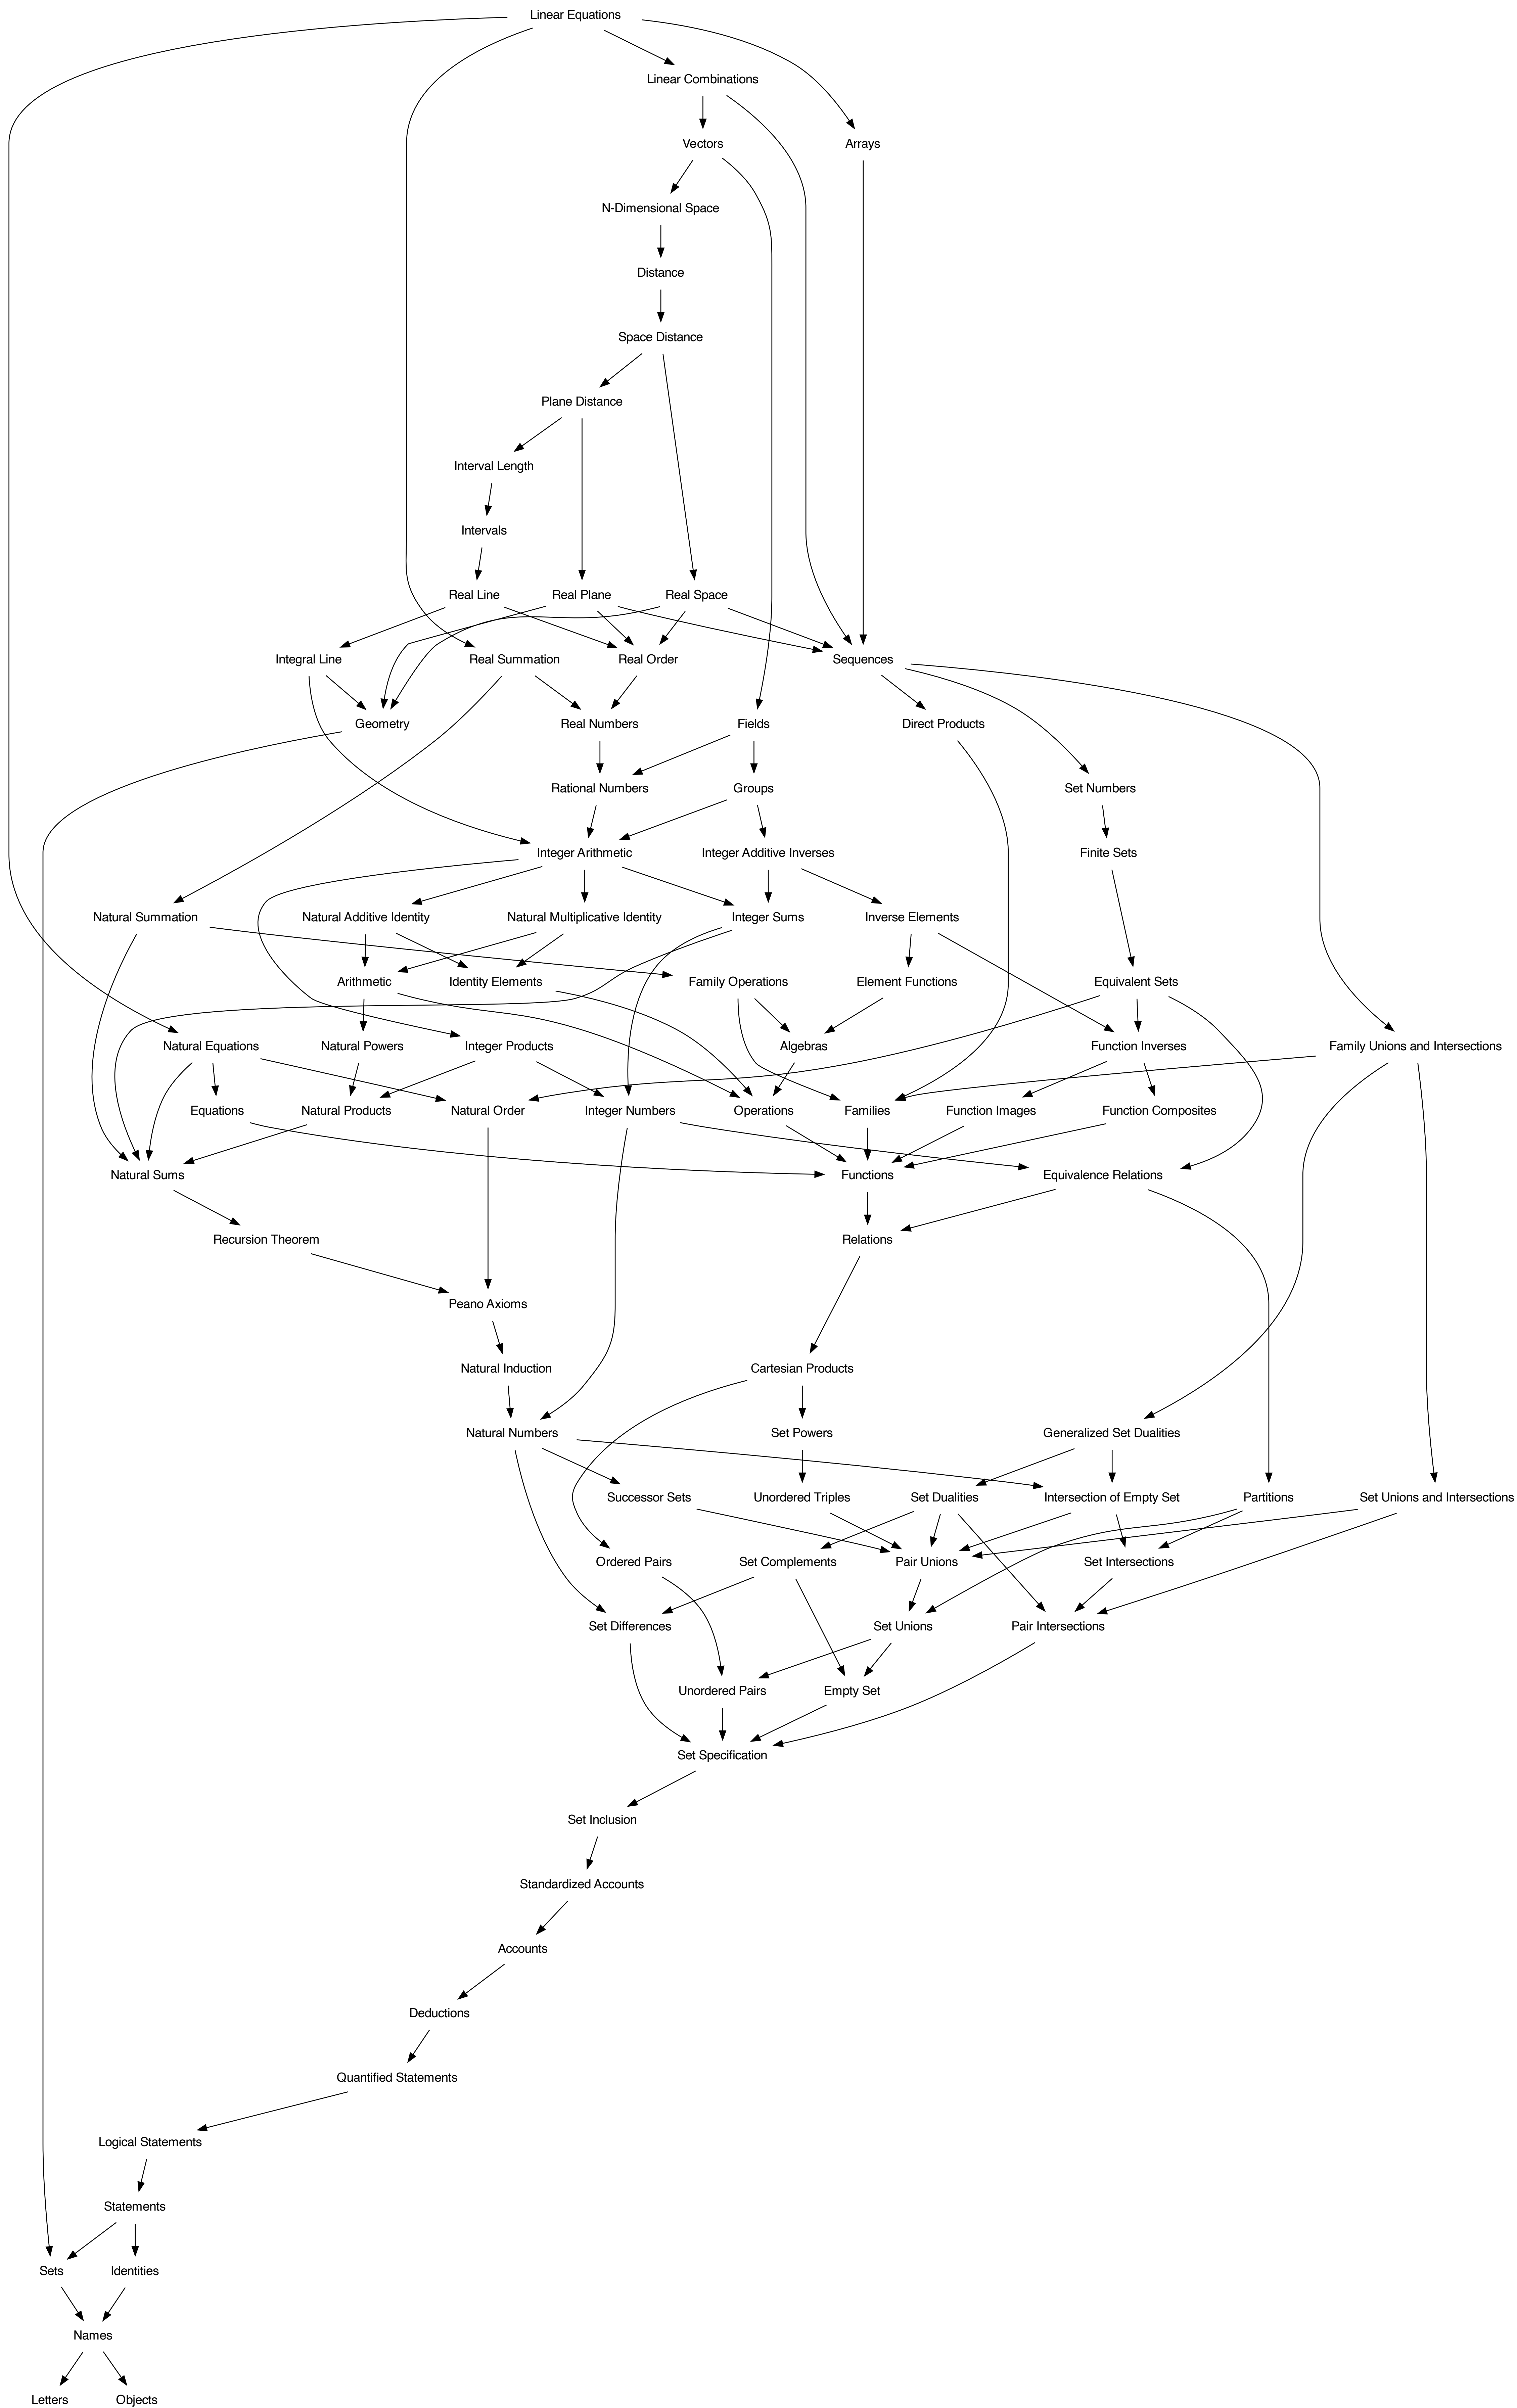 Linear Equations
Linear Combinations
Vectors
Arrays
N-Dimensional Space
Distance
Space Distance
Plane Distance
Interval Length
Intervals
Real Line
Real Plane
Real Space
Integral Line
Real Summation
Real Order
Sequences
Geometry
Real Numbers
Fields
Direct Products
Rational Numbers
Groups
Set Numbers
Integer Arithmetic
Integer Additive Inverses
Finite Sets
Natural Summation
Natural Additive Identity
Natural Multiplicative Identity
Integer Sums
Inverse Elements
Arithmetic
Identity Elements
Family Operations
Element Functions
Equivalent Sets
Natural Equations
Natural Powers
Integer Products
Algebras
Function Inverses
Family Unions and Intersections
Equations
Natural Products
Natural Order
Integer Numbers
Operations
Families
Function Images
Function Composites
Natural Sums
Functions
Equivalence Relations
Recursion Theorem
Relations
Peano Axioms
Natural Induction
Cartesian Products
Natural Numbers
Set Powers
Generalized Set Dualities
Successor Sets
Unordered Triples
Set Dualities
Intersection of Empty Set
Partitions
Set Unions and Intersections
Ordered Pairs
Set Complements
Pair Unions
Set Intersections
Set Differences
Set Unions
Pair Intersections
Unordered Pairs
Empty Set
Set Specification
Set Inclusion
Standardized Accounts
Accounts
Deductions
Quantified Statements
Logical Statements
Statements
Sets
Identities
Names
Letters
Objects